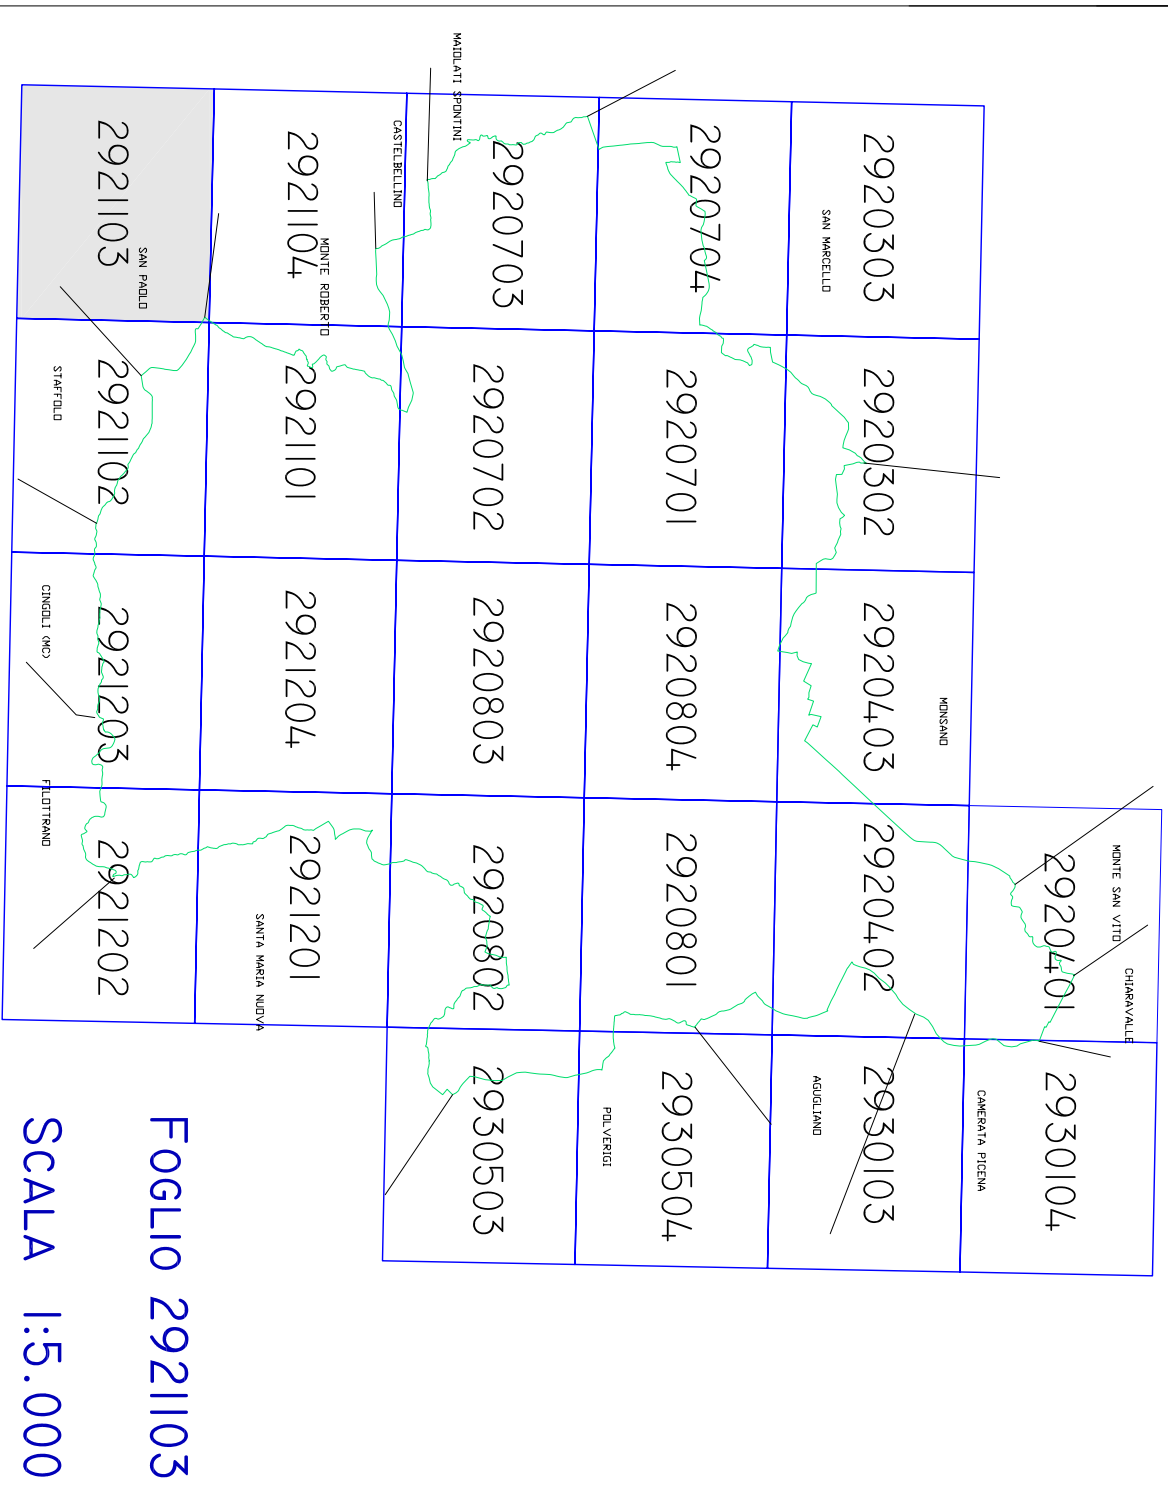 CHIARAVALLE
MONTE SAN VITO
2920401
2930104
CAMERATA PICENA
MONSANO
2920303
2920302
2920403
2920402
2930103
SAN MARCELLO
AGUGLIANO
2920704
2920701
2920804
2920801
2930504
POLVERIGI
MAIOLATI SPONTINI
2920703
2920702
2920803
2920802
2930503
CASTELBELLINO
MONTE ROBERTO
2921104
2921101
2921204
2921201
SANTA MARIA NUOVA
SAN PAOLO
2921103
2921102
2921203
2921202
STAFFOLO
CINGOLI (MC)
FILOTTRANO
FOGLIO 2921103
SCALA 1:5.000